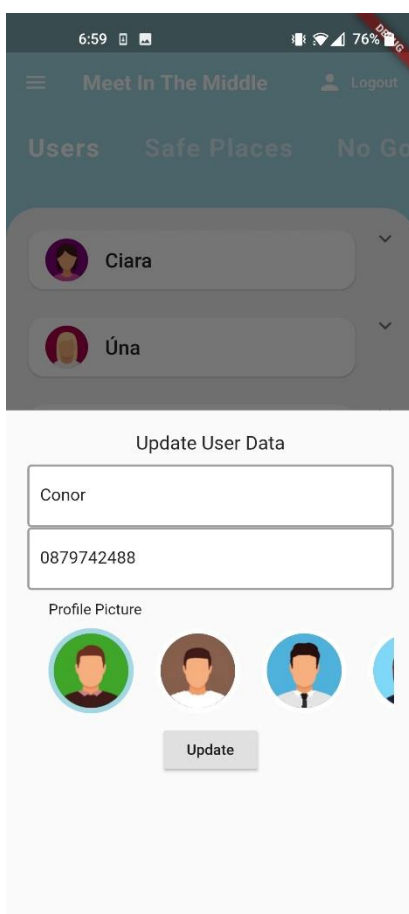 6:59 76%
DEBUG
Meet In The Middle Logout
Users Safe Places No Go
Ciara
Úna
Update User Data
Conor
0879742488
Profile Picture
Update